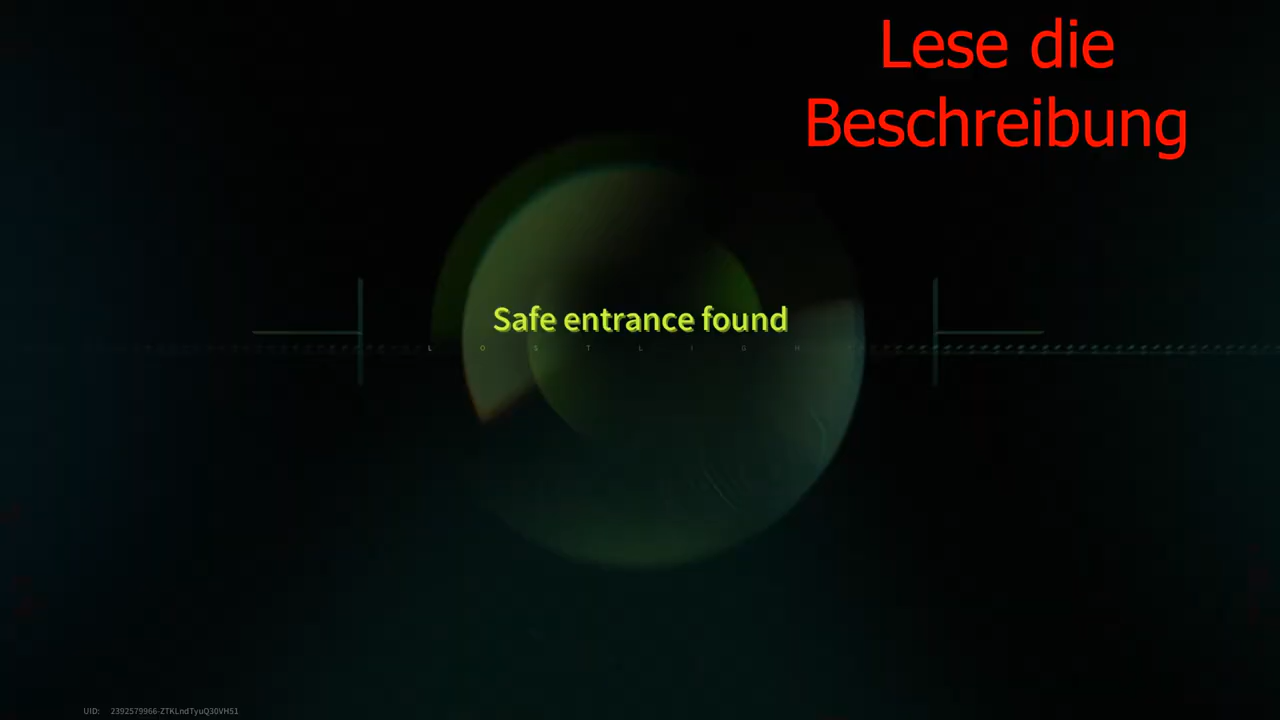 Lese die
Beschreibung
Safe entrance found
L O S T L I G H T
UID: 2392579966-ZTKLndTyuQ30VH51